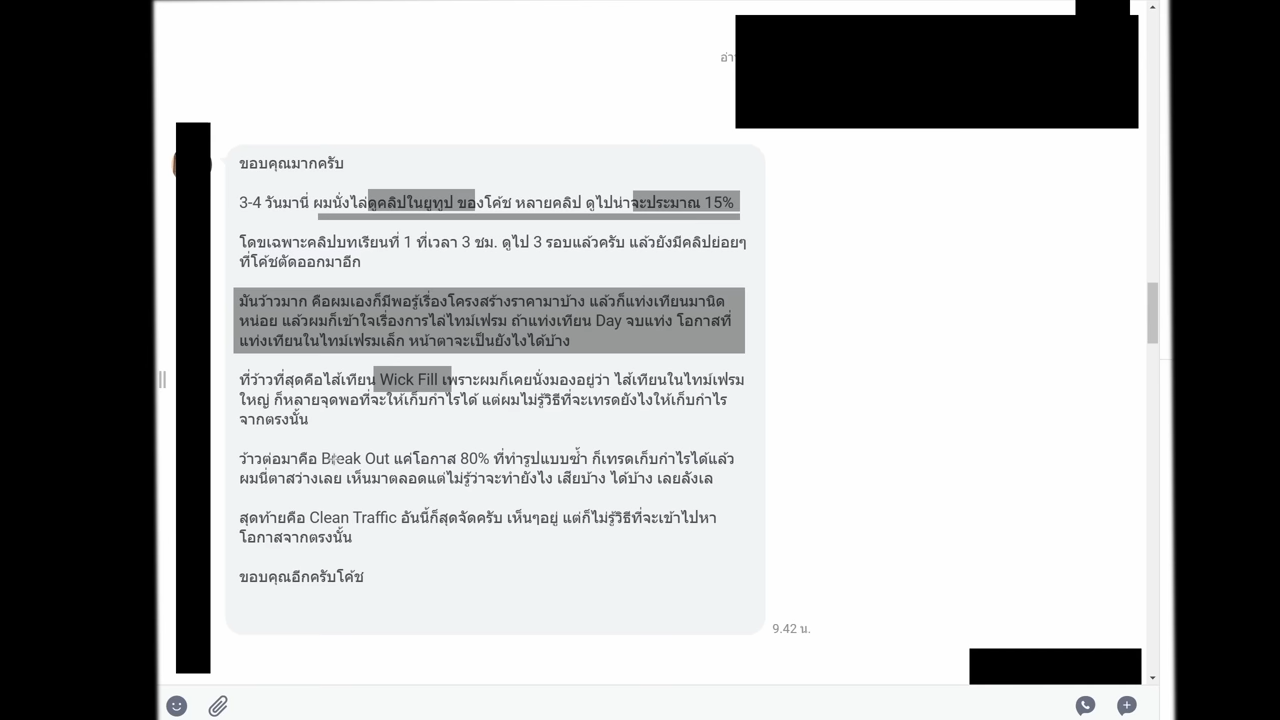 ขอบคุณมากครับ
3-4 วันมานี่ ผมนั่งไล่ดูคลิปในยูทูป ของโค้ช หลายคลิป ดูไปน่าจะประมาณ 15%
โดขเฉพาะคลิปบทเรียนที่ 1 ที่เวลา 3 ชม. ดูไป 3 รอบแล้วครับ แล้วยังมีคลิปย่อยๆ
ที่โค้ชตัดออกมาอีก
มันว้าวมาก คือผมเองก็มีพอรู้เรื่องโครงสร้างราคามาบ้าง แล้วก็แท่งเทียนมานิด
หน่อย แล้วผมก็เข้าใจเรื่องการไล่ไทม์เฟรม ถ้าแท่งเทียน Day จบแท่ง โอกาสที่
แท่งเทียนในไทม์เฟรมเล็ก หน้าตาจะเป็นยังไงได้บ้าง
ที่ว้าวที่สุดคือไส้เทียน Wick Fill เพราะผมก็เคยนั่งมองอยู่ว่า ไส้เทียนในไทม์เฟรม
ใหญ่ ก็หลายจุดพอที่จะให้เก็บกำไรได้ แต่ผมไม่รู้วิธีที่จะเทรดยังไงให้เก็บกำไร
จากตรงนั้น
ว้าวต่อมาคือ Break Out แค่โอกาส 80% ที่ทำรูปแบบซ้ำ ก็เทรดเก็บกำไรได้แล้ว
ผมนี่ตาสว่างเลย เห็นมาตลอดแต่ไม่รู้ว่าจะทำยังไง เสียบ้าง ได้บ้าง เลยลังเล
สุดท้ายคือ Clean Traffic อันนี้ก็สุดจัดครับ เห็นๆอยู่ แต่ก็ไม่รู้วิธีที่จะเข้าไปหา
โอกาสจากตรงนั้น
ขอบคุณอีกครับโค้ช
9.42 น.